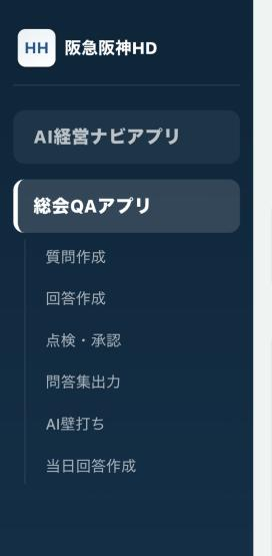 HH 阪急阪神HD
AI経営ナビアプリ
総会QAアプリ
質問作成
回答作成
点検・承認
問答集出力
AI壁打ち
当日回答作成